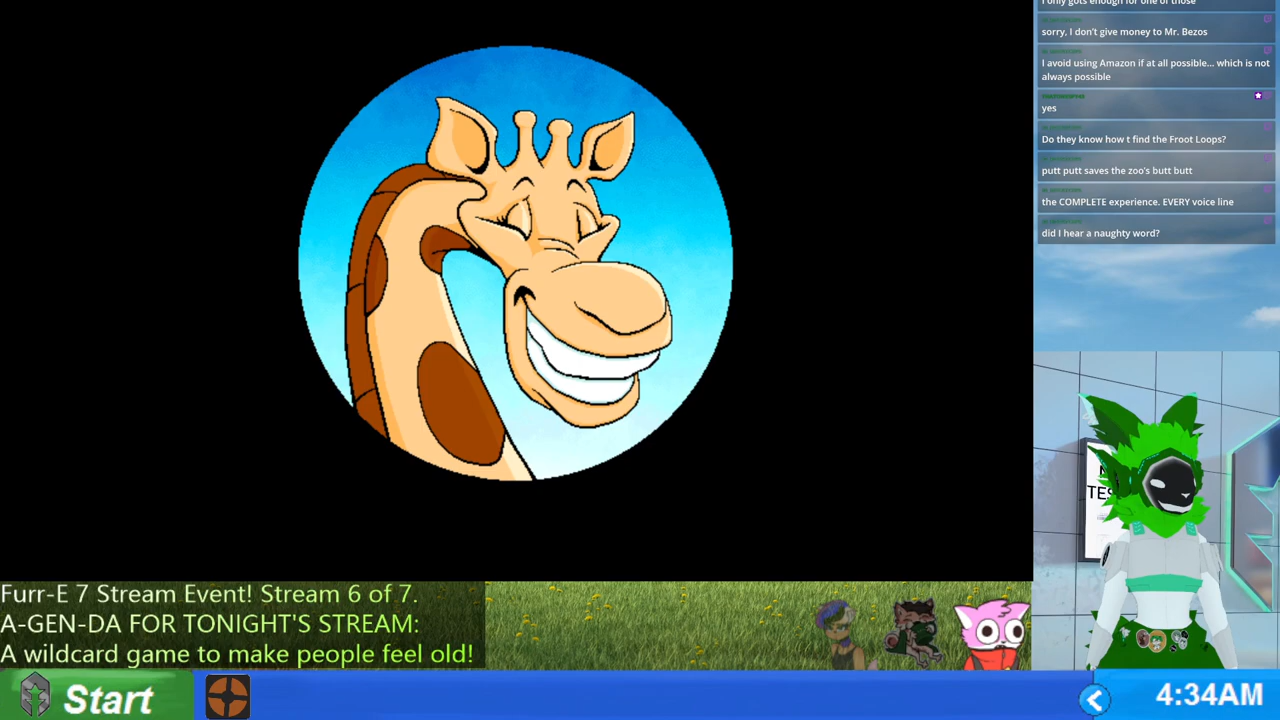 I only gots enough for one of those
sorry, I don't give money to Mr. Bezos
I avoid using Amazon if at all possible... which is not
always possible
yes
Do they know how t find the Froot Loops?
putt putt saves the zoo's butt butt
the COMPLETE experience. EVERY voice line
did I hear a naughty word?
Furr-E 7 Stream Event! Stream 6 of 7.
A-GEN-DA FOR TONIGHT'S STREAM:
A wildcard game to make people feel old!
Start
4:34AM